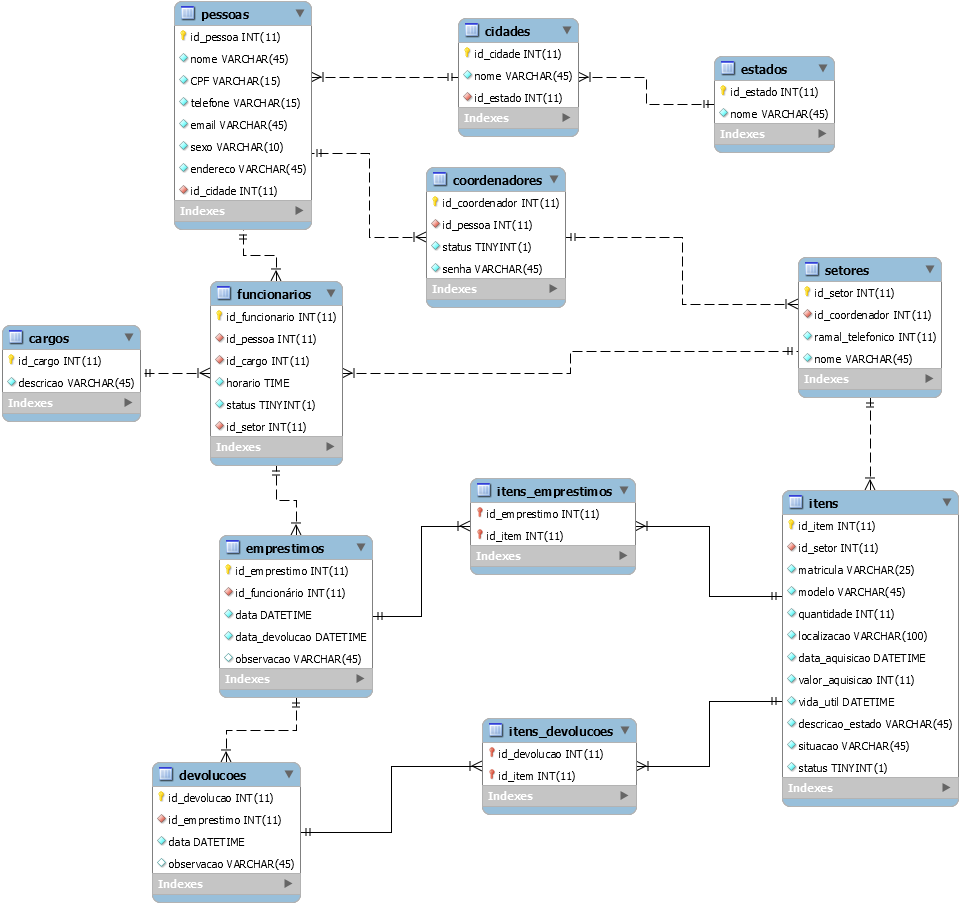 pessoas
id_pessoa INT(11)
nome VARCHAR(45)
CPF VARCHAR(15)
telefone VARCHAR(15)
email VARCHAR(45)
sexo VARCHAR(10)
endereco VARCHAR(45)
id_cidade INT(11)
Indexes
cidades
id_cidade INT(11)
nome VARCHAR(45)
id_estado INT(11)
Indexes
estados
id_estado INT(11)
nome VARCHAR(45)
Indexes
coordenadores
id_coordenador INT(11)
id_pessoa INT(11)
status TINYINT(1)
senha VARCHAR(45)
Indexes
setores
id_setor INT(11)
id_coordenador INT(11)
ramal_telefonico INT(11)
nome VARCHAR(45)
Indexes
funcionarios
id_funcionario INT(11)
id_pessoa INT(11)
id_cargo INT(11)
horario TIME
status TINYINT(1)
id_setor INT(11)
Indexes
cargos
id_cargo INT(11)
descricao VARCHAR(45)
Indexes
itens_emprestimos
id_emprestimo INT(11)
id_item INT(11)
Indexes
itens
id_item INT(11)
id_setor INT(11)
matricula VARCHAR(25)
modelo VARCHAR(45)
quantidade INT(11)
localizacao VARCHAR(100)
data_aquisicao DATETIME
valor_aquisicao INT(11)
vida_util DATETIME
descricao_estado VARCHAR(45)
situacao VARCHAR(45)
status TINYINT(1)
Indexes
emprestimos
id_emprestimo INT(11)
id_funcionário INT(11)
data DATETIME
data_devolucao DATETIME
observacao VARCHAR(45)
Indexes
itens_devolucoes
id_devolucao INT(11)
id_item INT(11)
Indexes
devolucoes
id_devolucao INT(11)
id_emprestimo INT(11)
data DATETIME
observacao VARCHAR(45)
Indexes